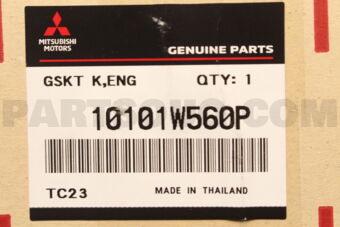 MITSUBISHI
MOTORS
GENUINE PARTS
GSKT K,ENG QTY: 1
10101W560P
TC23 MADE IN THAILAND